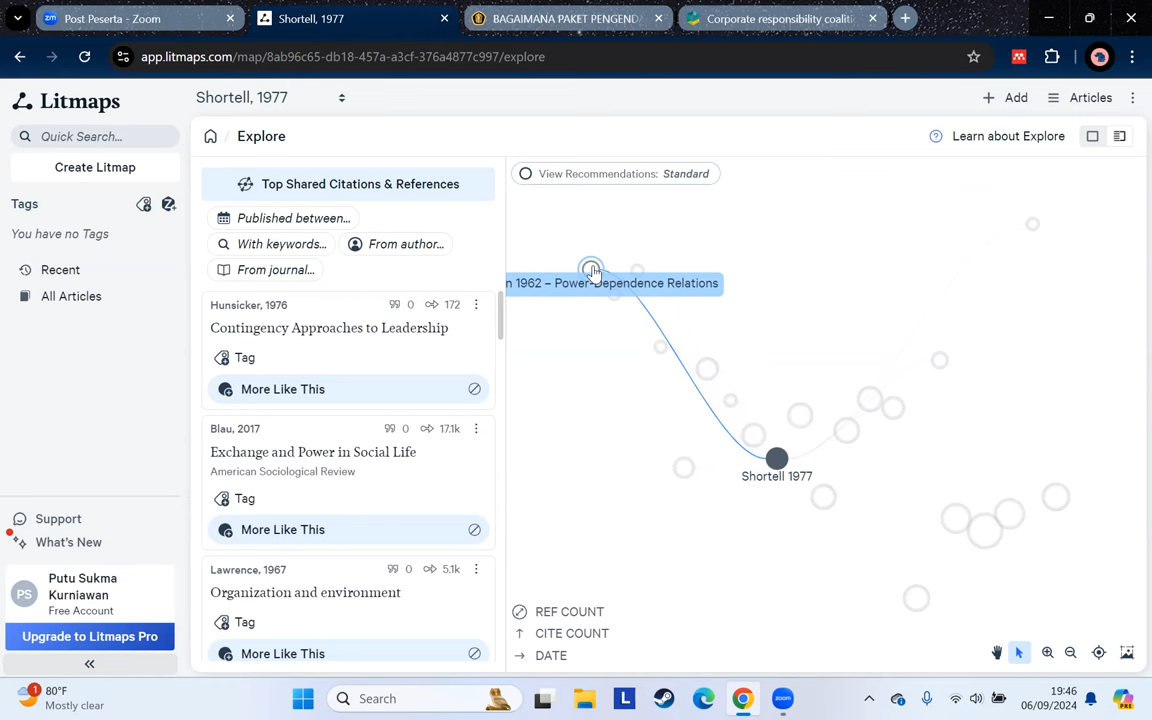 Post Peserta - Zoom
Shortell, 1977
BAGAIMANA PAKET PENGEND
Corporate responsibility coaliti
app.litmaps.com/map/8ab96c65-db18-457a-a3cf-376a4877c997/explore
Litmaps
Shortell, 1977
Add
Articles
Quick Search...
Explore
Learn about Explore
Create Litmap
Top Shared Citations & References
View Recommendations: Standard
Tags
Published between...
You have no Tags
With keywords...
From author...
Recent
From journal...
All Articles
n 1962 – Power-Dependence Relations
Hunsicker, 1976
0
172
Contingency Approaches to Leadership
Tag
More Like This
Blau, 2017
0
17.1k
Exchange and Power in Social Life
American Sociological Review
Shortell 1977
Tag
More Like This
Support
What's New
Lawrence, 1967
0
5.1k
PS
Putu Sukma
Kurniawan
Free Account
Organization and environment
REF COUNT
Tag
CITE COUNT
Upgrade to Litmaps Pro
More Like This
DATE
1
80°F
Mostly clear
Search
L
zoom
PRE
19:46
06/09/2024